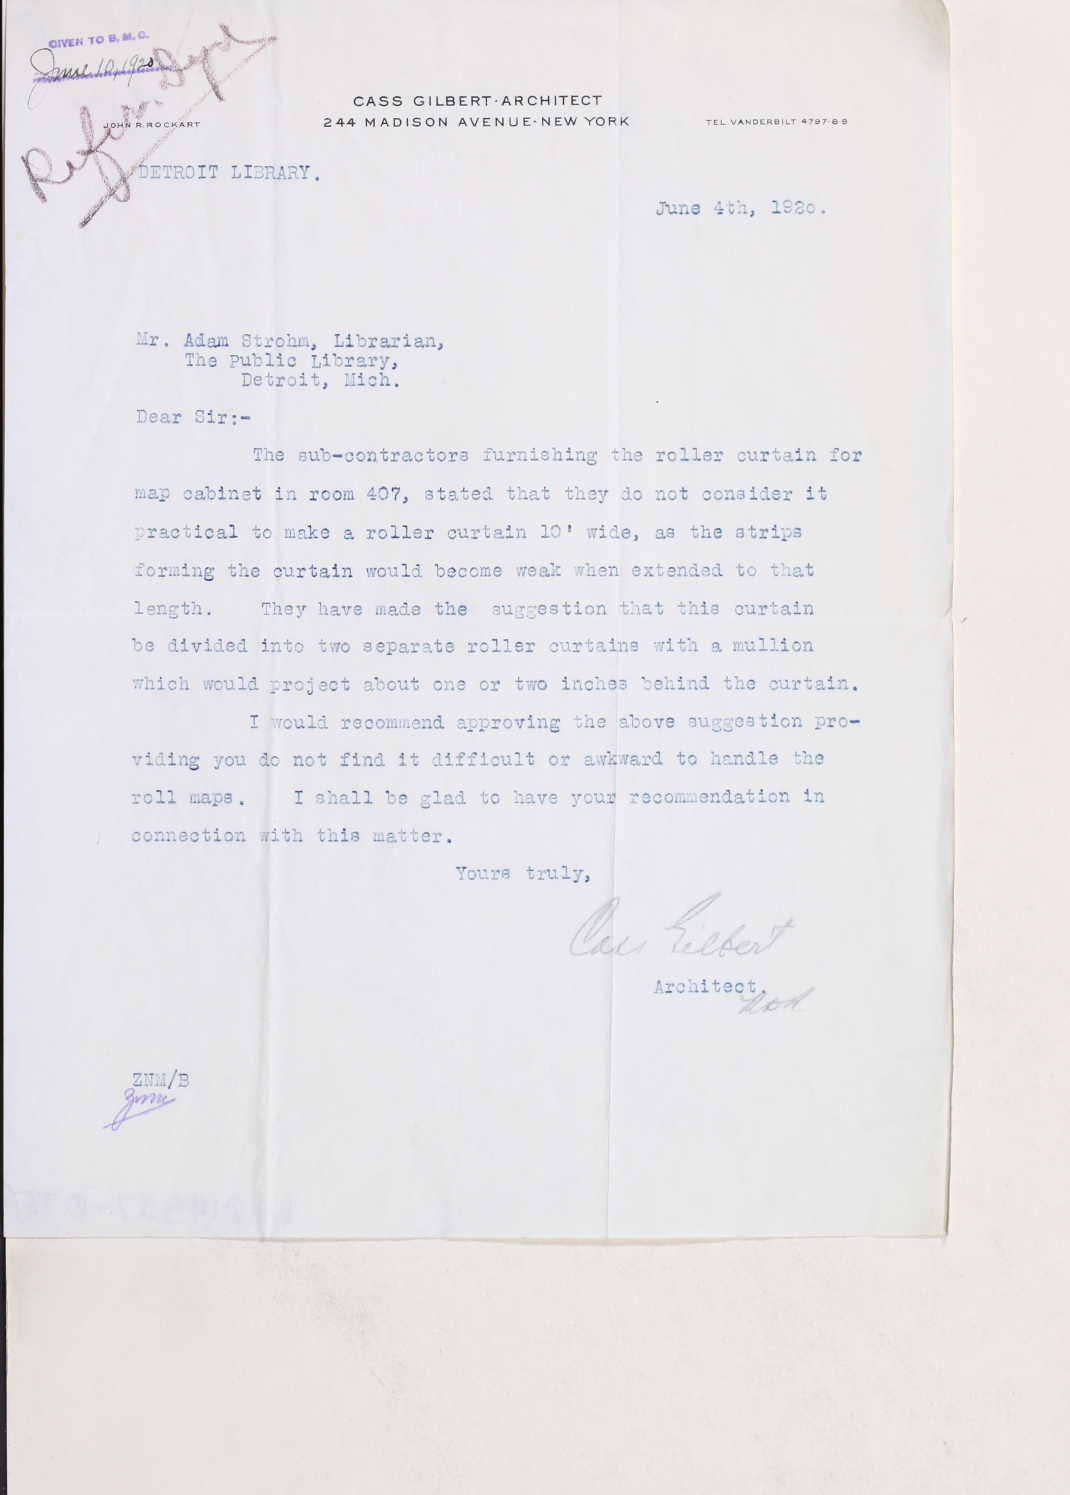 GIVEN TO B. M. C.
June 10, 1920
Refer. Dept
CASS GILBERT·ARCHITECT
244 MADISON AVENUE·NEW YORK
JOHN R. ROCKART
TEL. VANDERBILT 4797-8-9
DETROIT LIBRARY.
June 4th, 1920.
Mr. Adam Strohm, Librarian,
The Public Library,
Detroit, Mich.
Dear Sir:-
The sub-contractors furnishing the roller curtain for
map cabinet in room 407, stated that they do not consider it
practical to make a roller curtain 10' wide, as the strips
forming the curtain would become weak when extended to that
length. They have made the suggestion that this curtain
be divided into two separate roller curtains with a mullion
which would project about one or two inches behind the curtain.
I would recommend approving the above suggestion pro-
viding you do not find it difficult or awkward to handle the
roll maps. I shall be glad to have your recommendation in
connection with this matter.
Yours truly,
Cass Gilbert
Architect.
ZNM/B
ZNM